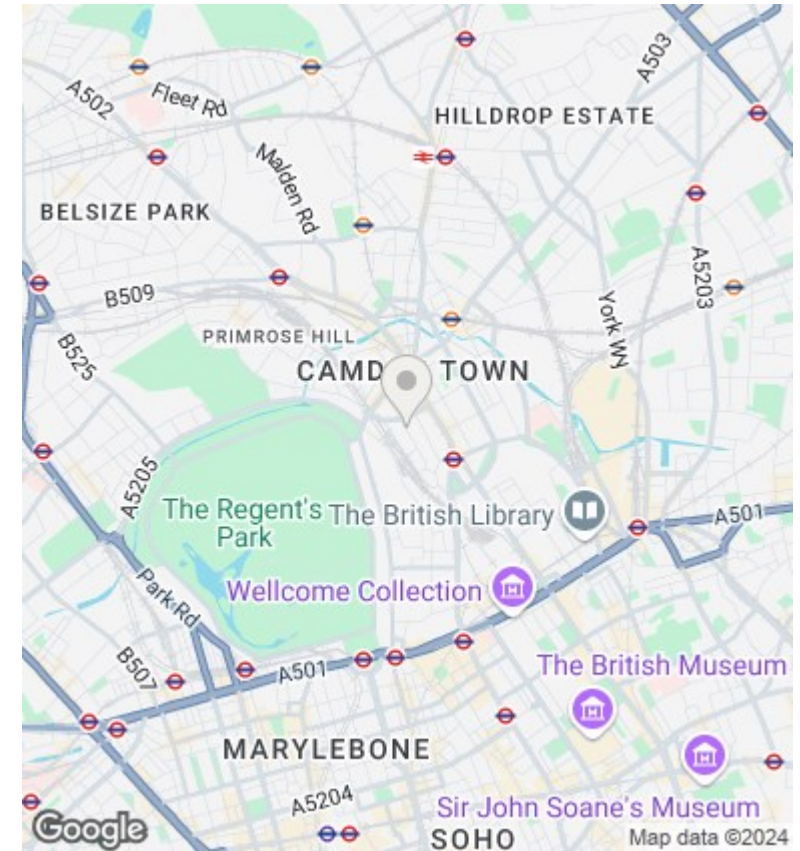 A503
A502
Fleet Rd
HILLDROP ESTATE
Malden Rd
BELSIZE PARK
A5203
B509
York Wy
PRIMROSE HILL
B525
CAMD TOWN
A5205
The Regent's
Park
The British Library
A501
Wellcome Collection
Park Rd
B507
A501
The British Museum
MARYLEBONE
A5204
Sir John Soane's Museum
SOHO
Google
Map data ©2024